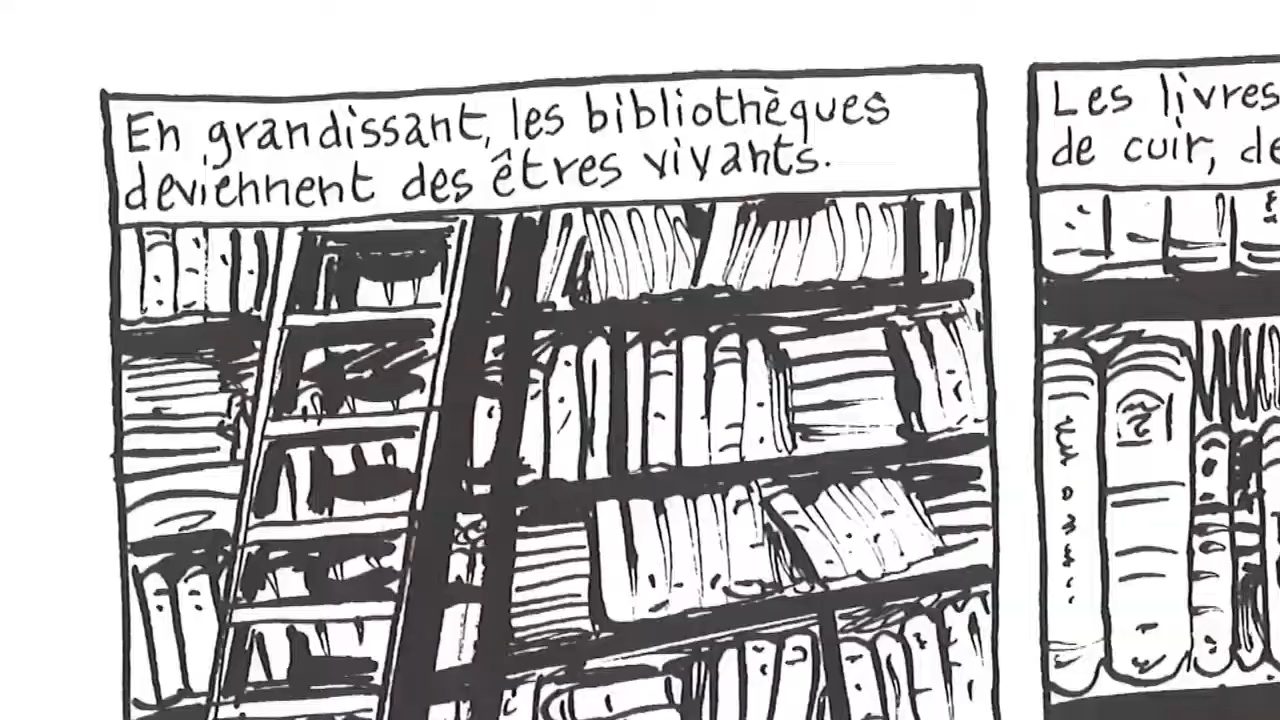 En grandissant, les bibliothèques
deviennent des êtres vivants.
Les livres
de cuir, de